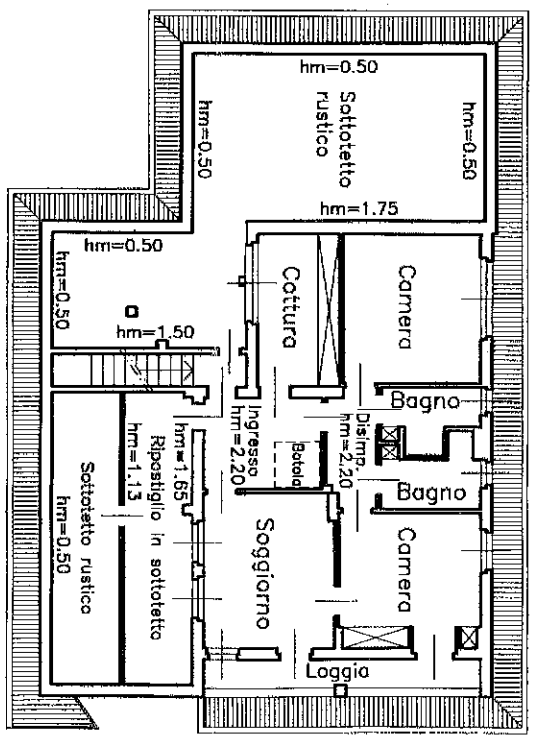 hm=0.50
hm=0.50
Sottotetto
rustico
hm=0.50
hm=1.75
hm=0.50
hm=0.50
hm=1.50
Cottura
Camera
Bagno
Ingresso
hm=2.20
Botola
Disimp.
hm=2.20
Bagno
hm=1.65
Ripostiglio in sottotetto
hm=1.13
Sottotetto rustico
hm=0.50
Soggiorno
Camera
Loggia